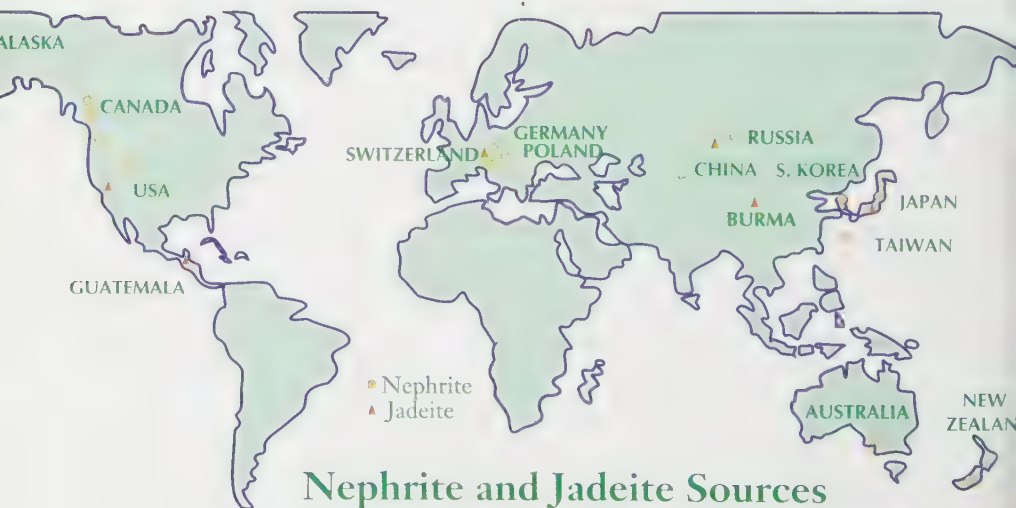 ALASKA
CANADA
USA
GUATEMALA
SWITZERLAND
GERMANY
POLAND
RUSSIA
CHINA S. KOREA
BURMA
JAPAN
TAIWAN
Nephrite
Jadeite
AUSTRALIA
NEW
ZEALAN
Nephrite and Jadeite Sources